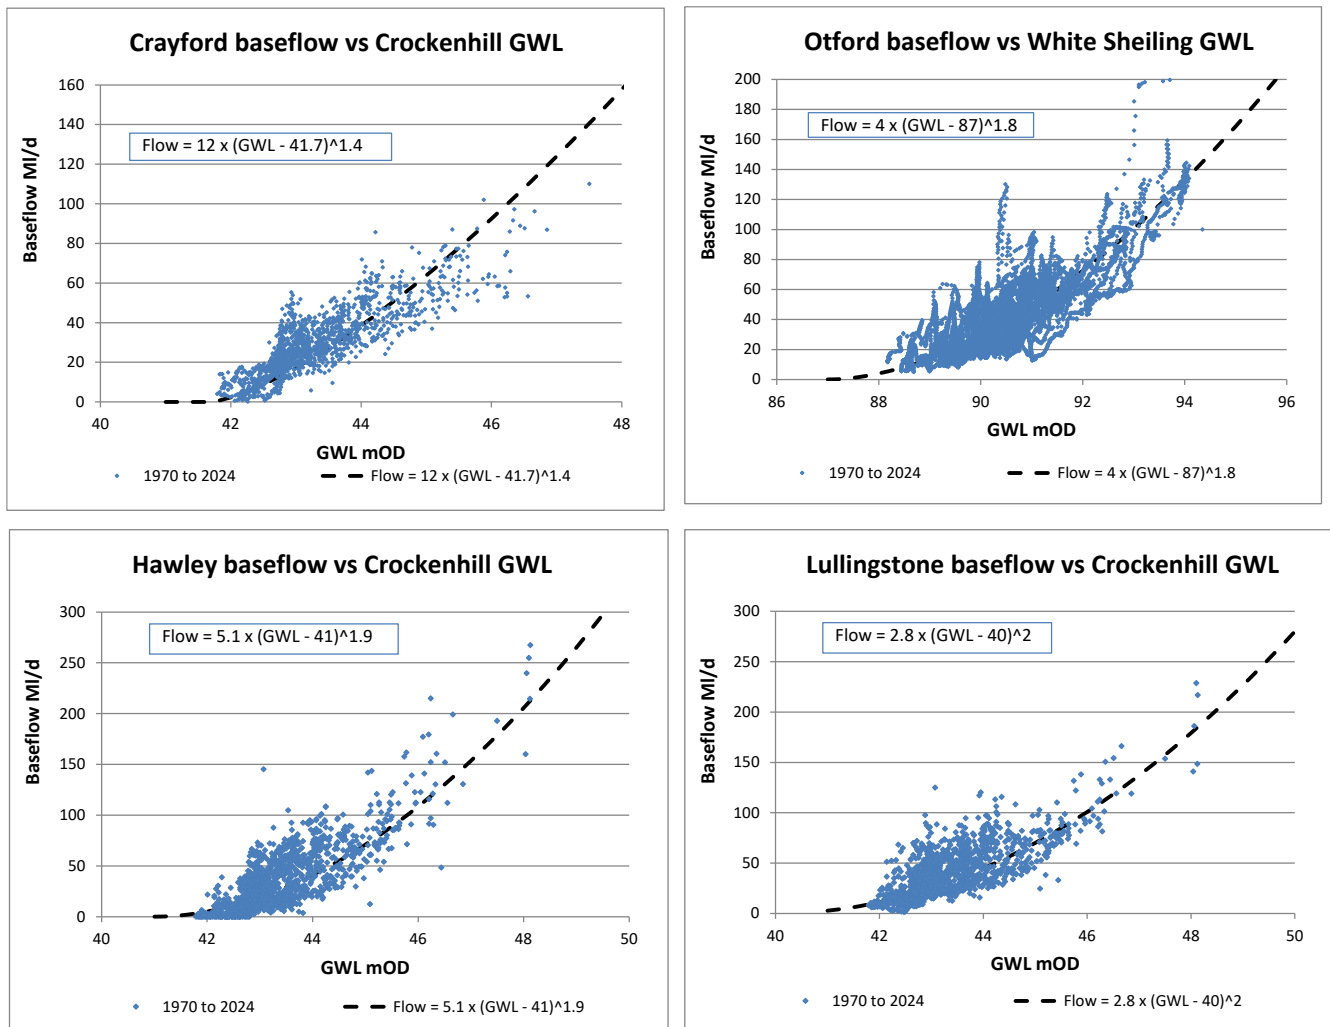 Crayford baseflow vs Crockenhill GWL
Baseflow Ml/d
160
140
120
100
80
60
40
20
0
Flow = 12 x (GWL - 41.7)^1.4
40 42 44 46 48
GWL mOD
1970 to 2024 Flow = 12 x (GWL - 41.7)^1.4
Otford baseflow vs White Sheiling GWL
Baseflow Ml/d
200
180
160
140
120
100
80
60
40
20
0
Flow = 4 x (GWL - 87)^1.8
86 88 90 92 94 96
GWL mOD
1970 to 2024 Flow = 4 x (GWL - 87)^1.8
Hawley baseflow vs Crockenhill GWL
Baseflow Ml/d
300
250
200
150
100
50
0
Flow = 5.1 x (GWL - 41)^1.9
40 42 44 46 48 50
GWL mOD
1970 to 2024 Flow = 5.1 x (GWL - 41)^1.9
Lullingstone baseflow vs Crockenhill GWL
Baseflow Ml/d
300
250
200
150
100
50
0
Flow = 2.8 x (GWL - 40)^2
40 42 44 46 48 50
GWL mOD
1970 to 2024 Flow = 2.8 x (GWL - 40)^2